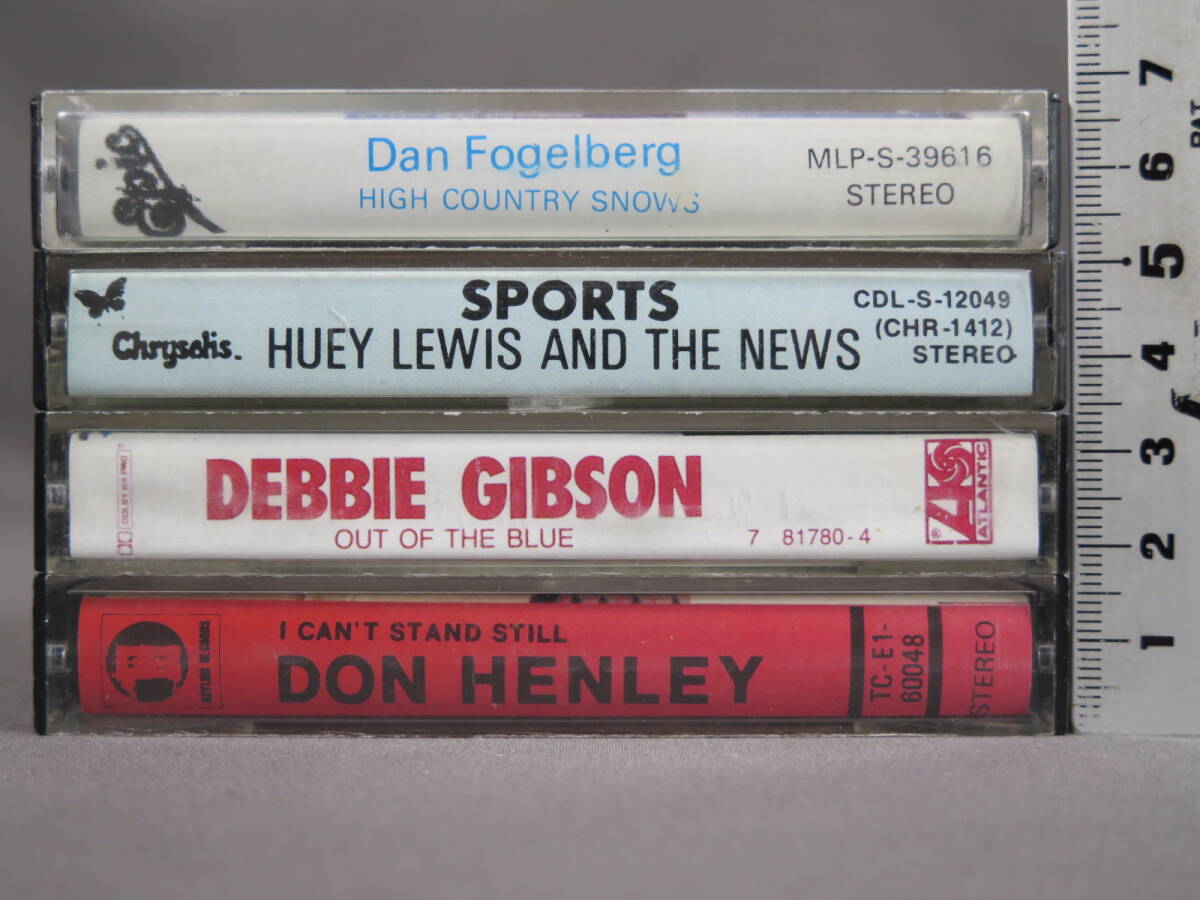 Dan Fogelberg
HIGH COUNTRY SNOWS
MLP-S-39616
STEREO
SPORTS
Chrysalis.
HUEY LEWIS AND THE NEWS
CDL-S-12049
(CHR-1412)
STEREO
DEBBIE GIBSON
OUT OF THE BLUE
7 81780-4
ATLANTIC
®
I CAN'T STAND STILL
DON HENLEY
ASYLUM RECORDS
TC-E1-
60048
STEREO
7
6
5
4
3
2
1